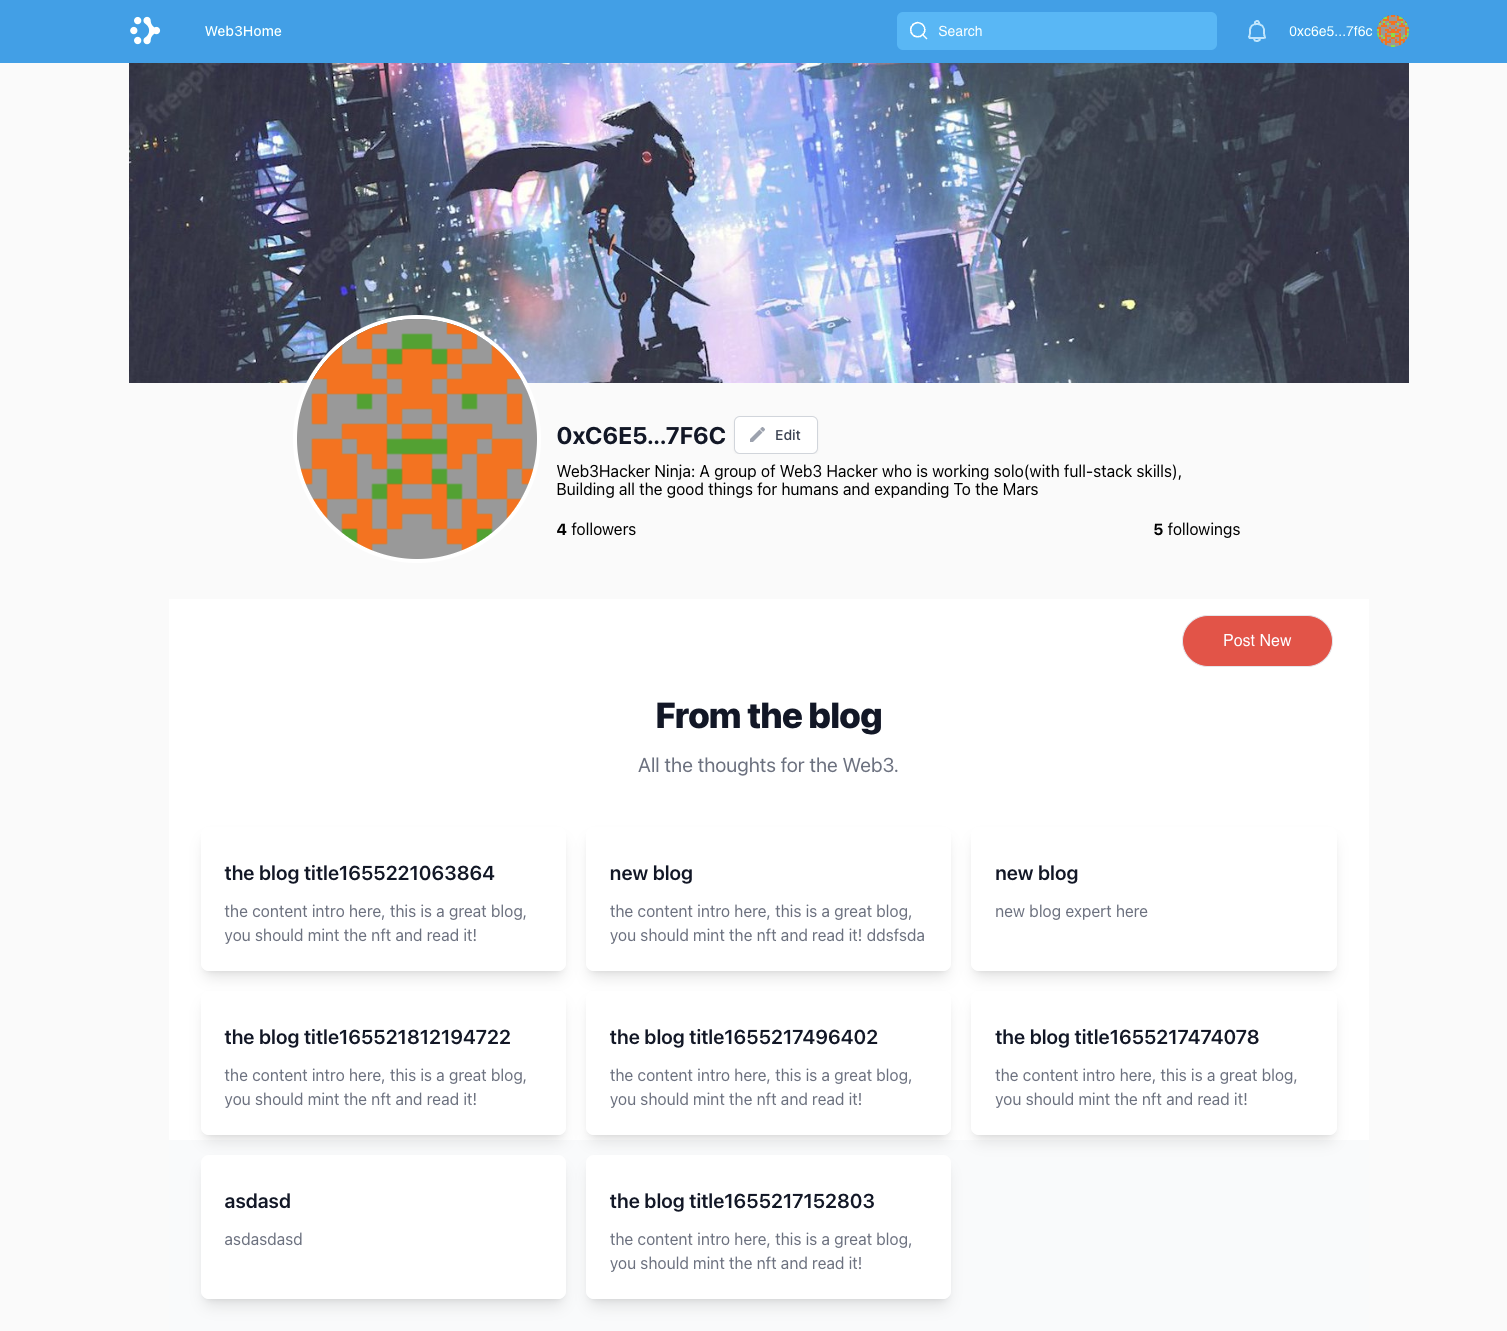 Web3Home
Search
0xc6e5...7f6c
freepik
freepik
freepik
freepik
0xC6E5...7F6C
Edit
Web3Hacker Ninja: A group of Web3 Hacker who is working solo(with full-stack skills),
Building all the good things for humans and expanding To the Mars
4 followers
5 followings
Post New
From the blog
All the thoughts for the Web3.
the blog title1655221063864
the content intro here, this is a great blog,
you should mint the nft and read it!
new blog
the content intro here, this is a great blog,
you should mint the nft and read it! ddsfsda
new blog
new blog expert here
the blog title165521812194722
the content intro here, this is a great blog,
you should mint the nft and read it!
the blog title1655217496402
the content intro here, this is a great blog,
you should mint the nft and read it!
the blog title1655217474078
the content intro here, this is a great blog,
you should mint the nft and read it!
asdasd
asdasdasd
the blog title1655217152803
the content intro here, this is a great blog,
you should mint the nft and read it!